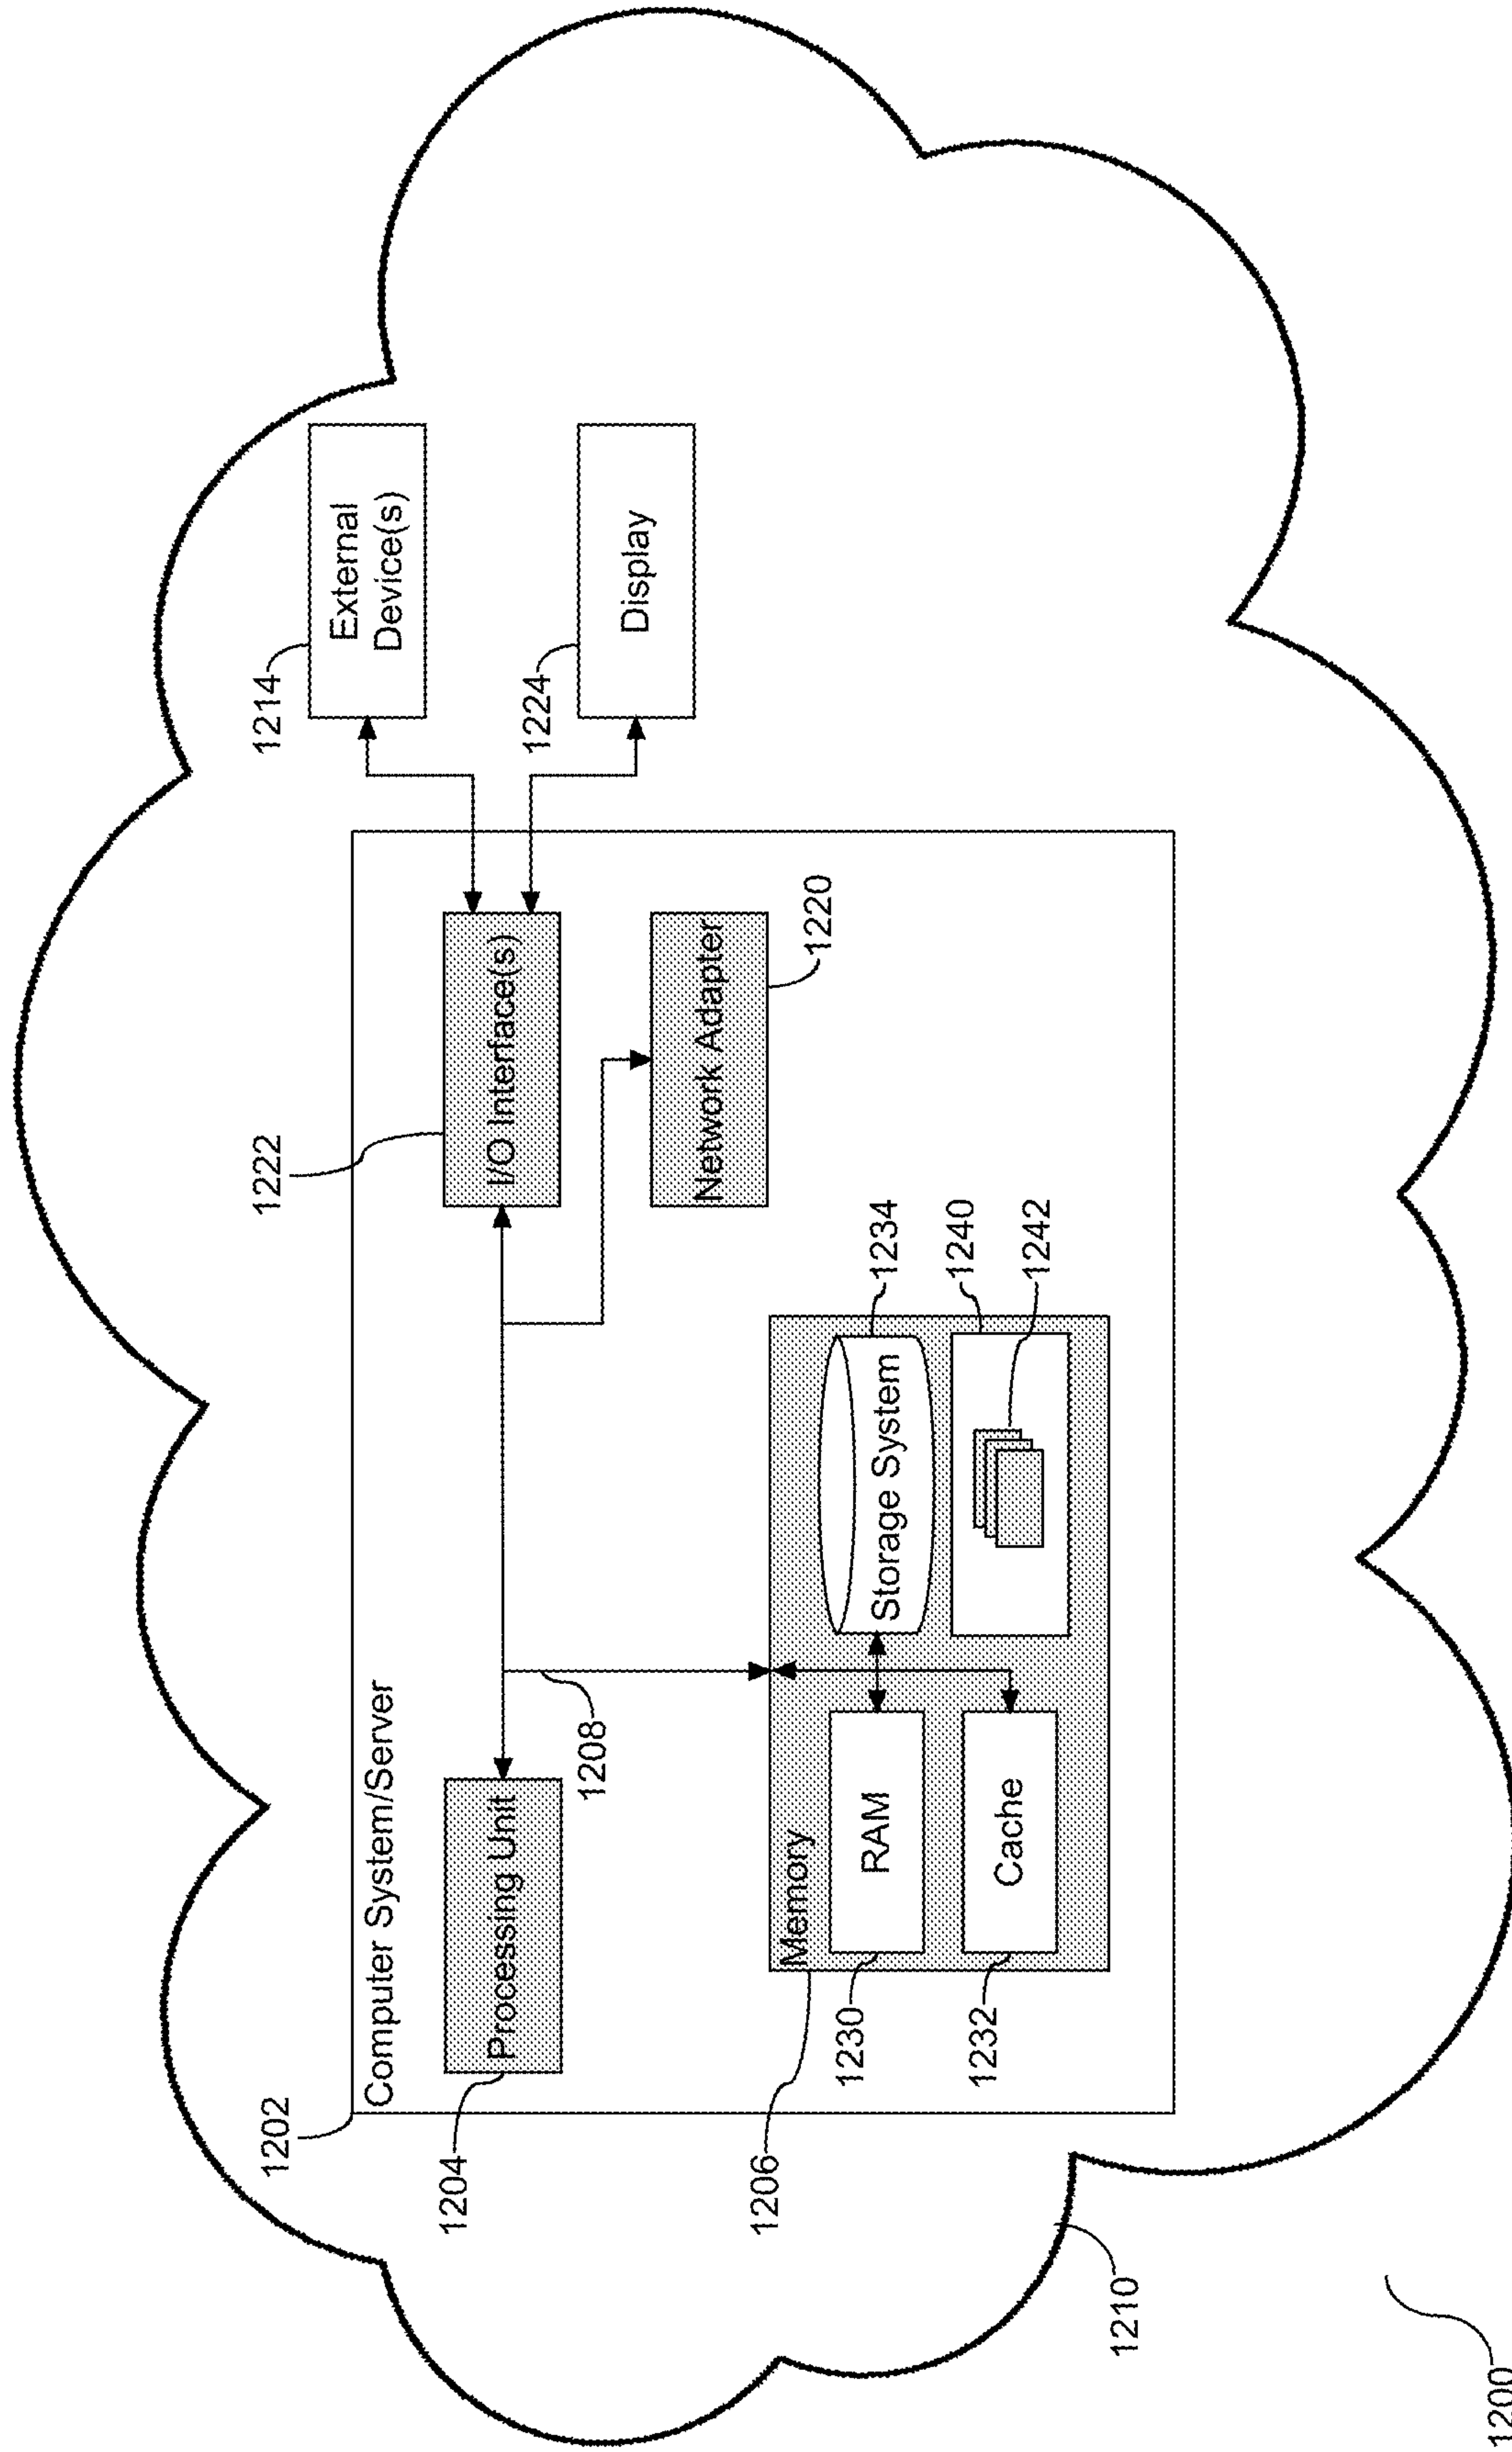 1202
Computer System/Server
1204
Processing Unit
1222
I/O Interface(s)
1214
External
Device(s)
1224
Display
1208
Network Adapter
1220
1206
Memory
1230
RAM
1232
Cache
Storage System
1234
1240
1242
1210
1200